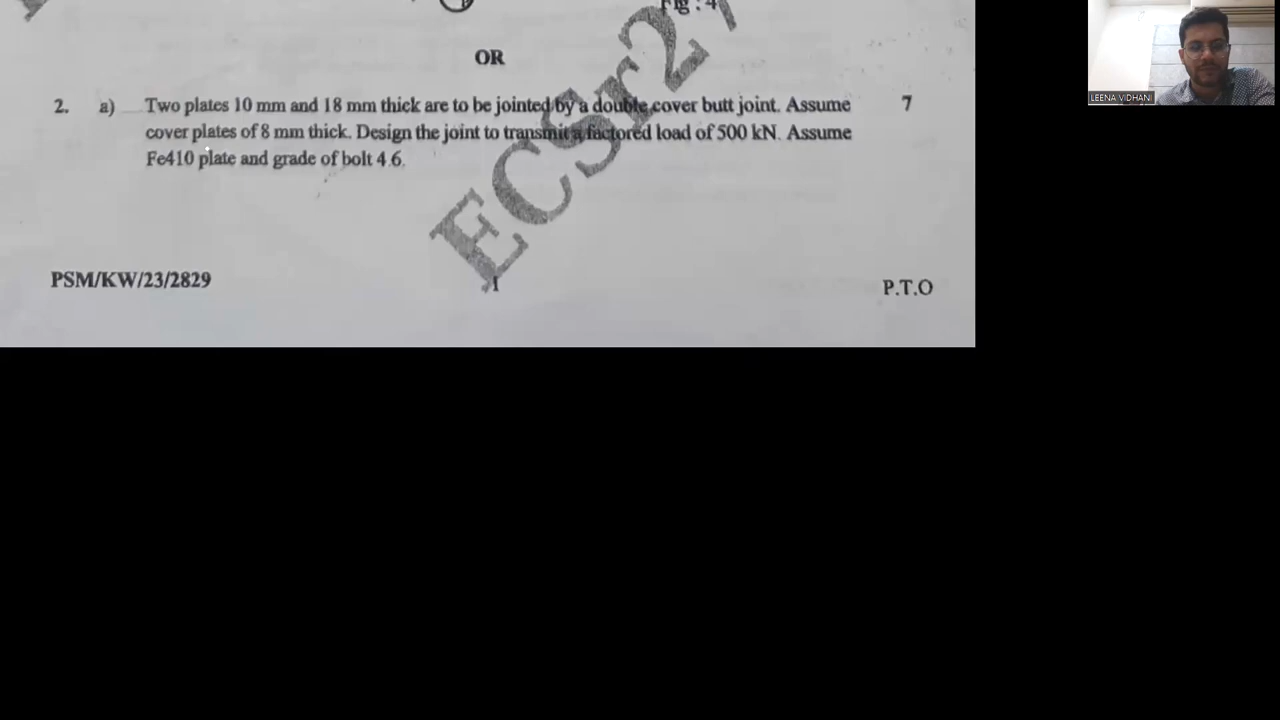 Fig : 4
OR
2. a) Two plates 10 mm and 18 mm thick are to be jointed by a double cover butt joint. Assume 7
cover plates of 8 mm thick. Design the joint to transmit a factored load of 500 kN. Assume
Fe410 plate and grade of bolt 4.6.
ECSr27
PSM/KW/23/2829 1 P.T.O
LEENA VIDHANI